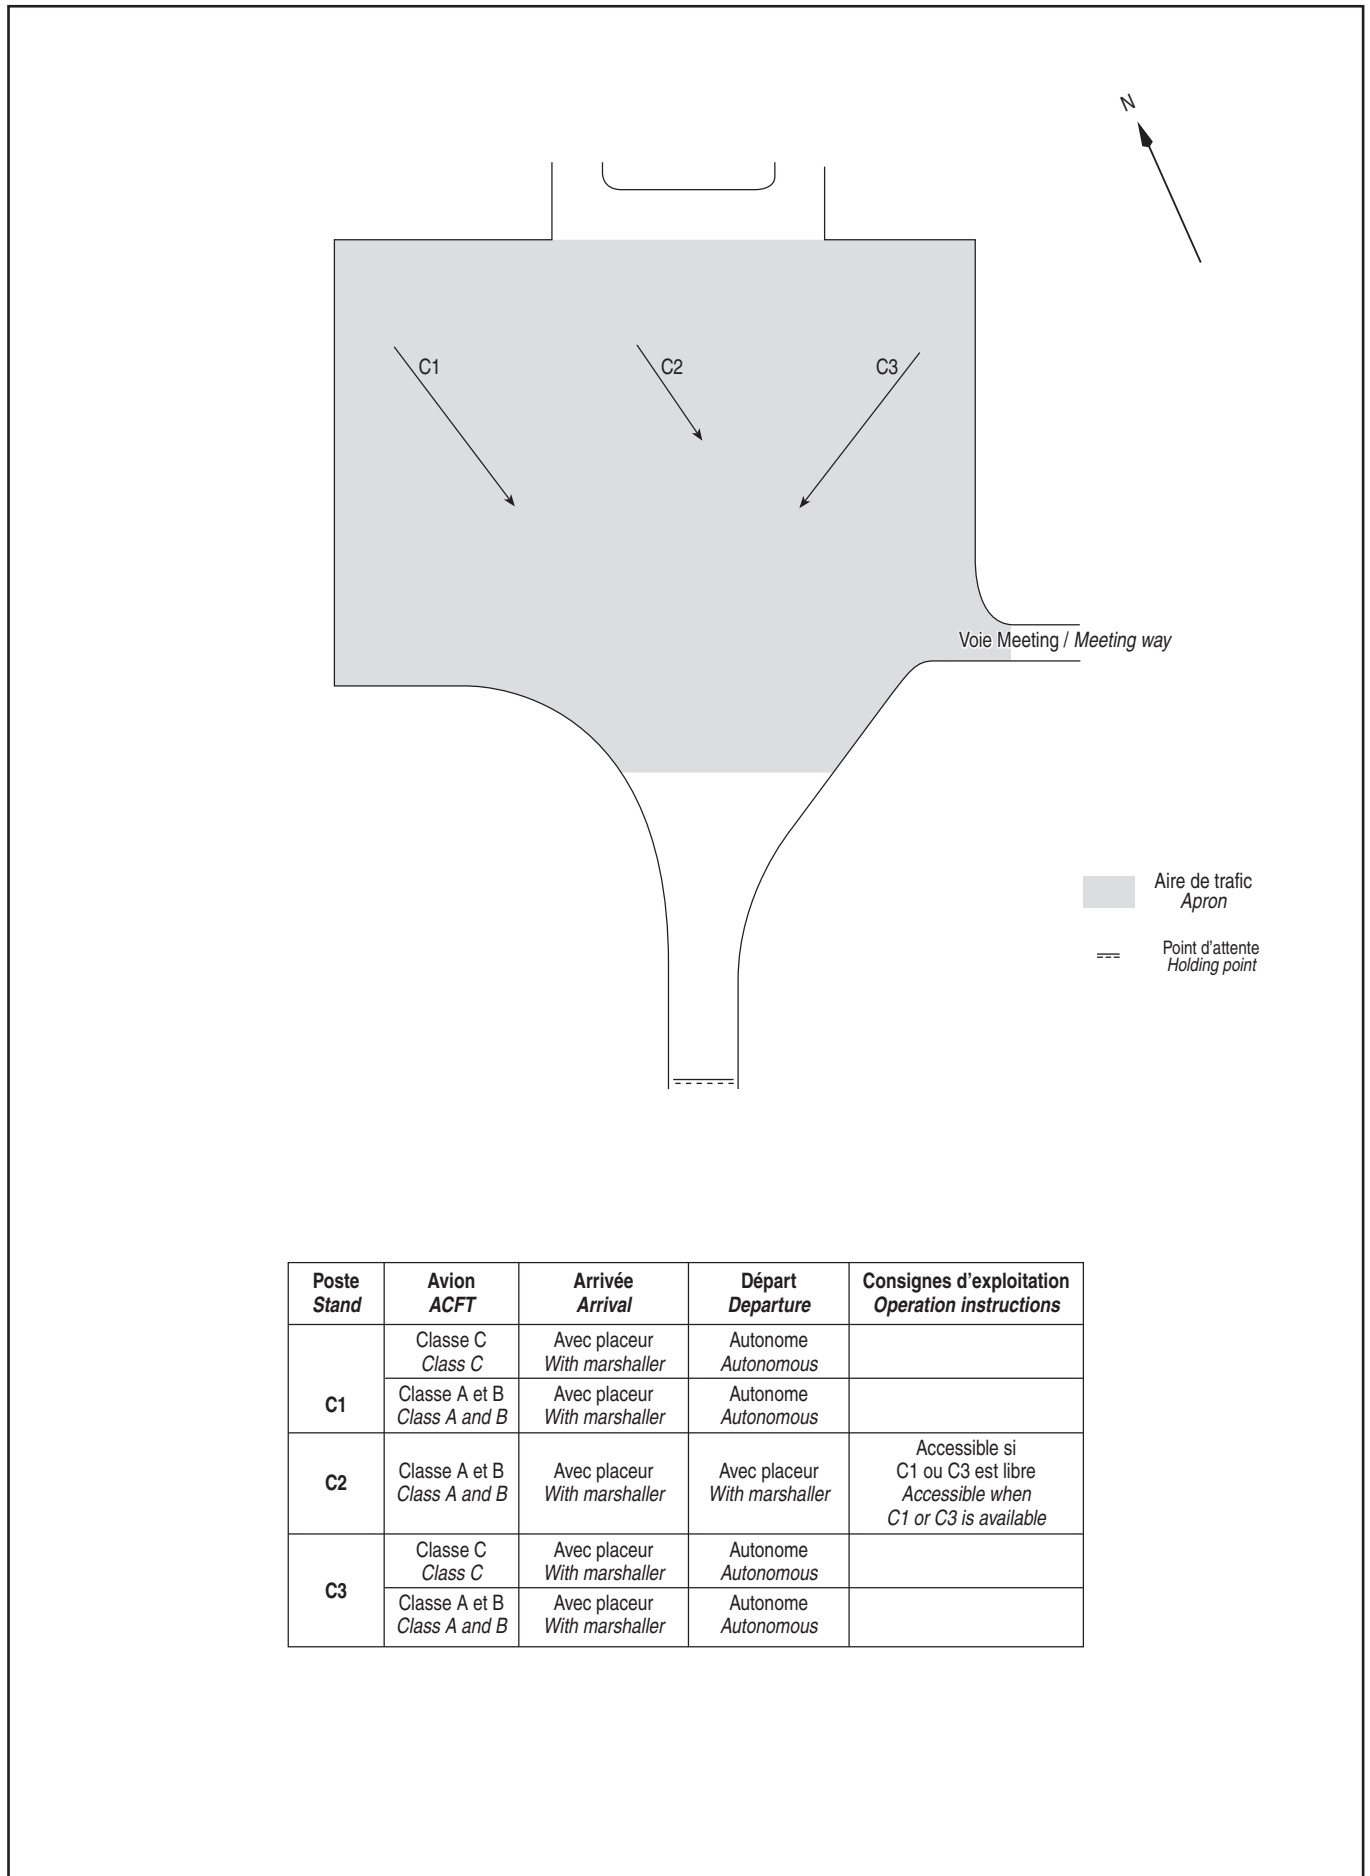 N
C1
C2
C3
Voie Meeting / Meeting way
Aire de trafic
Apron
Point d'attente
Holding point
Poste
Stand
Avion
ACFT
Arrivée
Arrival
Départ
Departure
Consignes d'exploitation
Operation instructions
C1
Classe C
Class C
Avec placeur
With marshaller
Autonome
Autonomous
Classe A et B
Class A and B
Avec placeur
With marshaller
Autonome
Autonomous
C2
Classe A et B
Class A and B
Avec placeur
With marshaller
Avec placeur
With marshaller
Accessible si
C1 ou C3 est libre
Accessible when
C1 or C3 is available
C3
Classe C
Class C
Avec placeur
With marshaller
Autonome
Autonomous
Classe A et B
Class A and B
Avec placeur
With marshaller
Autonome
Autonomous